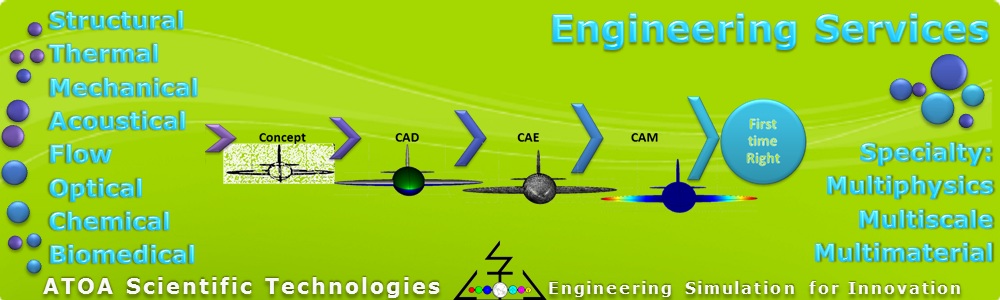 Engineering Services
Structural
Thermal
Mechanical
Acoustical
Flow
Optical
Chemical
Biomedical
Concept
CAD
CAE
CAM
First
time
Right
Specialty:
Multiphysics
Multiscale
Multimaterial
ATOA Scientific Technologies
Engineering Simulation for Innovation